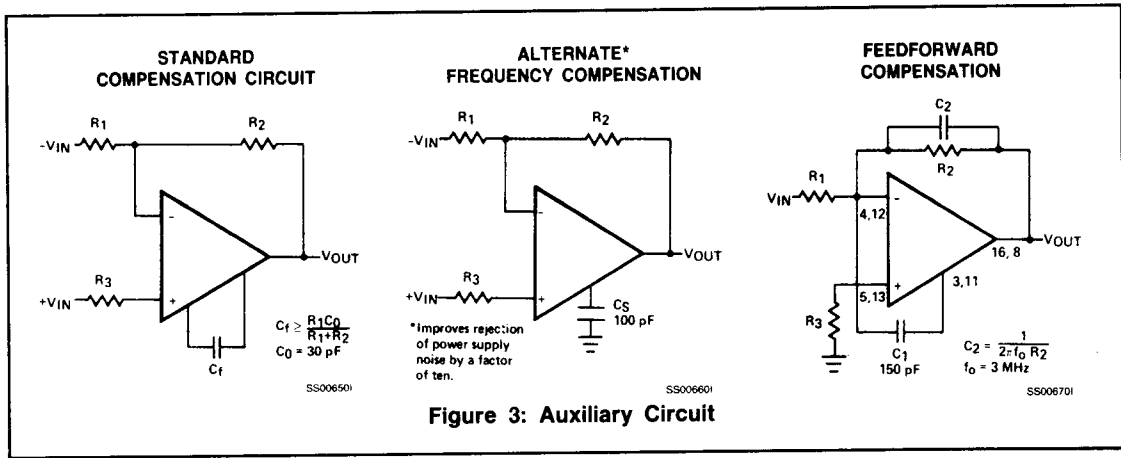 STANDARD
COMPENSATION CIRCUIT
R1
R2
-VIN
-
VOUT
R3
+VIN
+
Cf
Cf ≥ R1C0
R1+R2
C0 = 30 pF
SS00650I
ALTERNATE*
FREQUENCY COMPENSATION
R1
R2
-VIN
-
VOUT
R3
+VIN
+
CS
100 pF
*Improves rejection
of power supply
noise by a factor
of ten.
SS00660I
FEEDFORWARD
COMPENSATION
C2
R2
R1
VIN
-
4,12
VOUT
16, 8
3,11
+
5,13
R3
C1
150 pF
C2 = 1
2πfo R2
fo = 3 MHz
SS00670I
Figure 3: Auxiliary Circuit